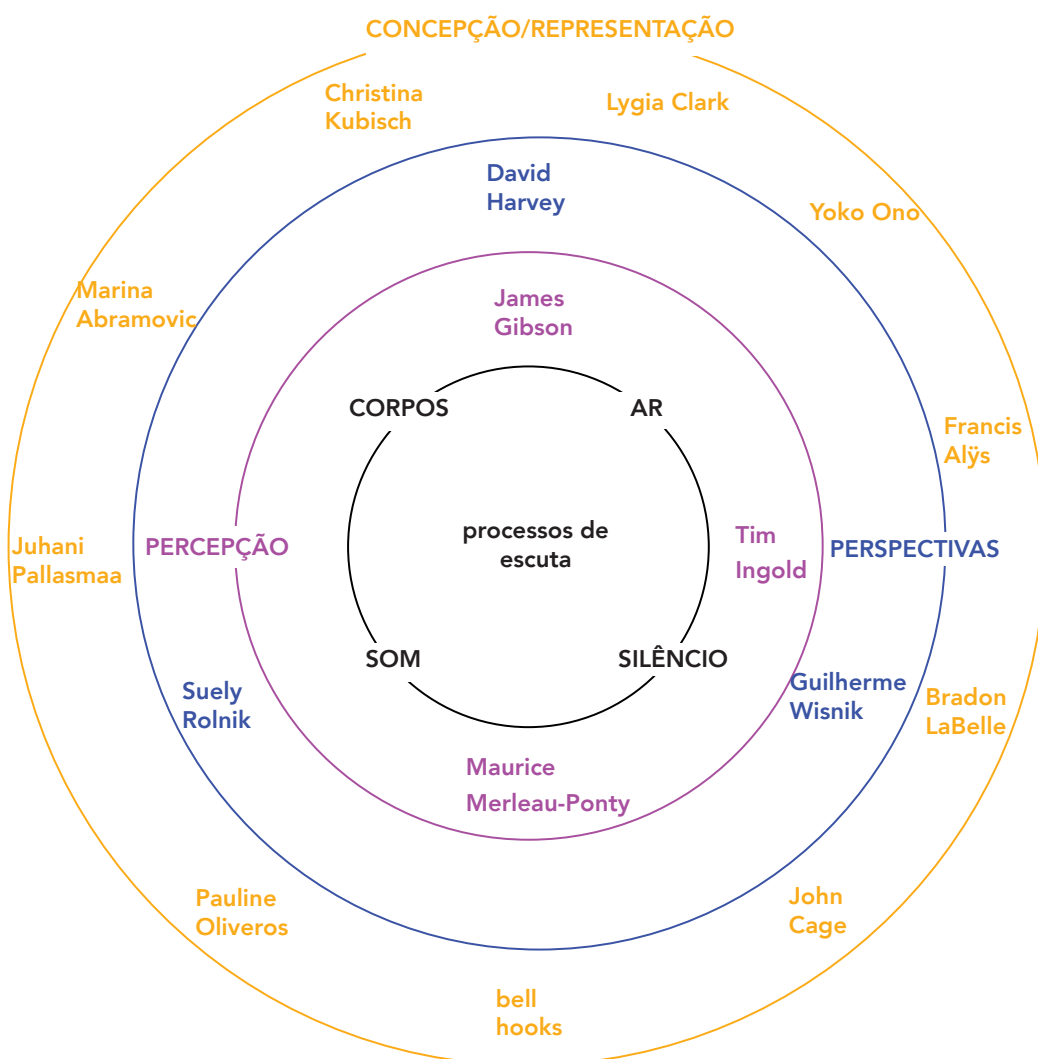 CONCEPÇÃO/REPRESENTAÇÃO
Christina
Kubisch
Lygia Clark
David
Harvey
Yoko Ono
Marina
Abramovic
James
Gibson
CORPOS
AR
Francis
Alÿs
Juhani
Pallasmaa
PERCEPÇÃO
processos de
escuta
Tim
Ingold
PERSPECTIVAS
SOM
SILÊNCIO
Suely
Rolnik
Guilherme
Wisnik
Bradon
LaBelle
Maurice
Merleau-Ponty
Pauline
Oliveros
John
Cage
bell
hooks